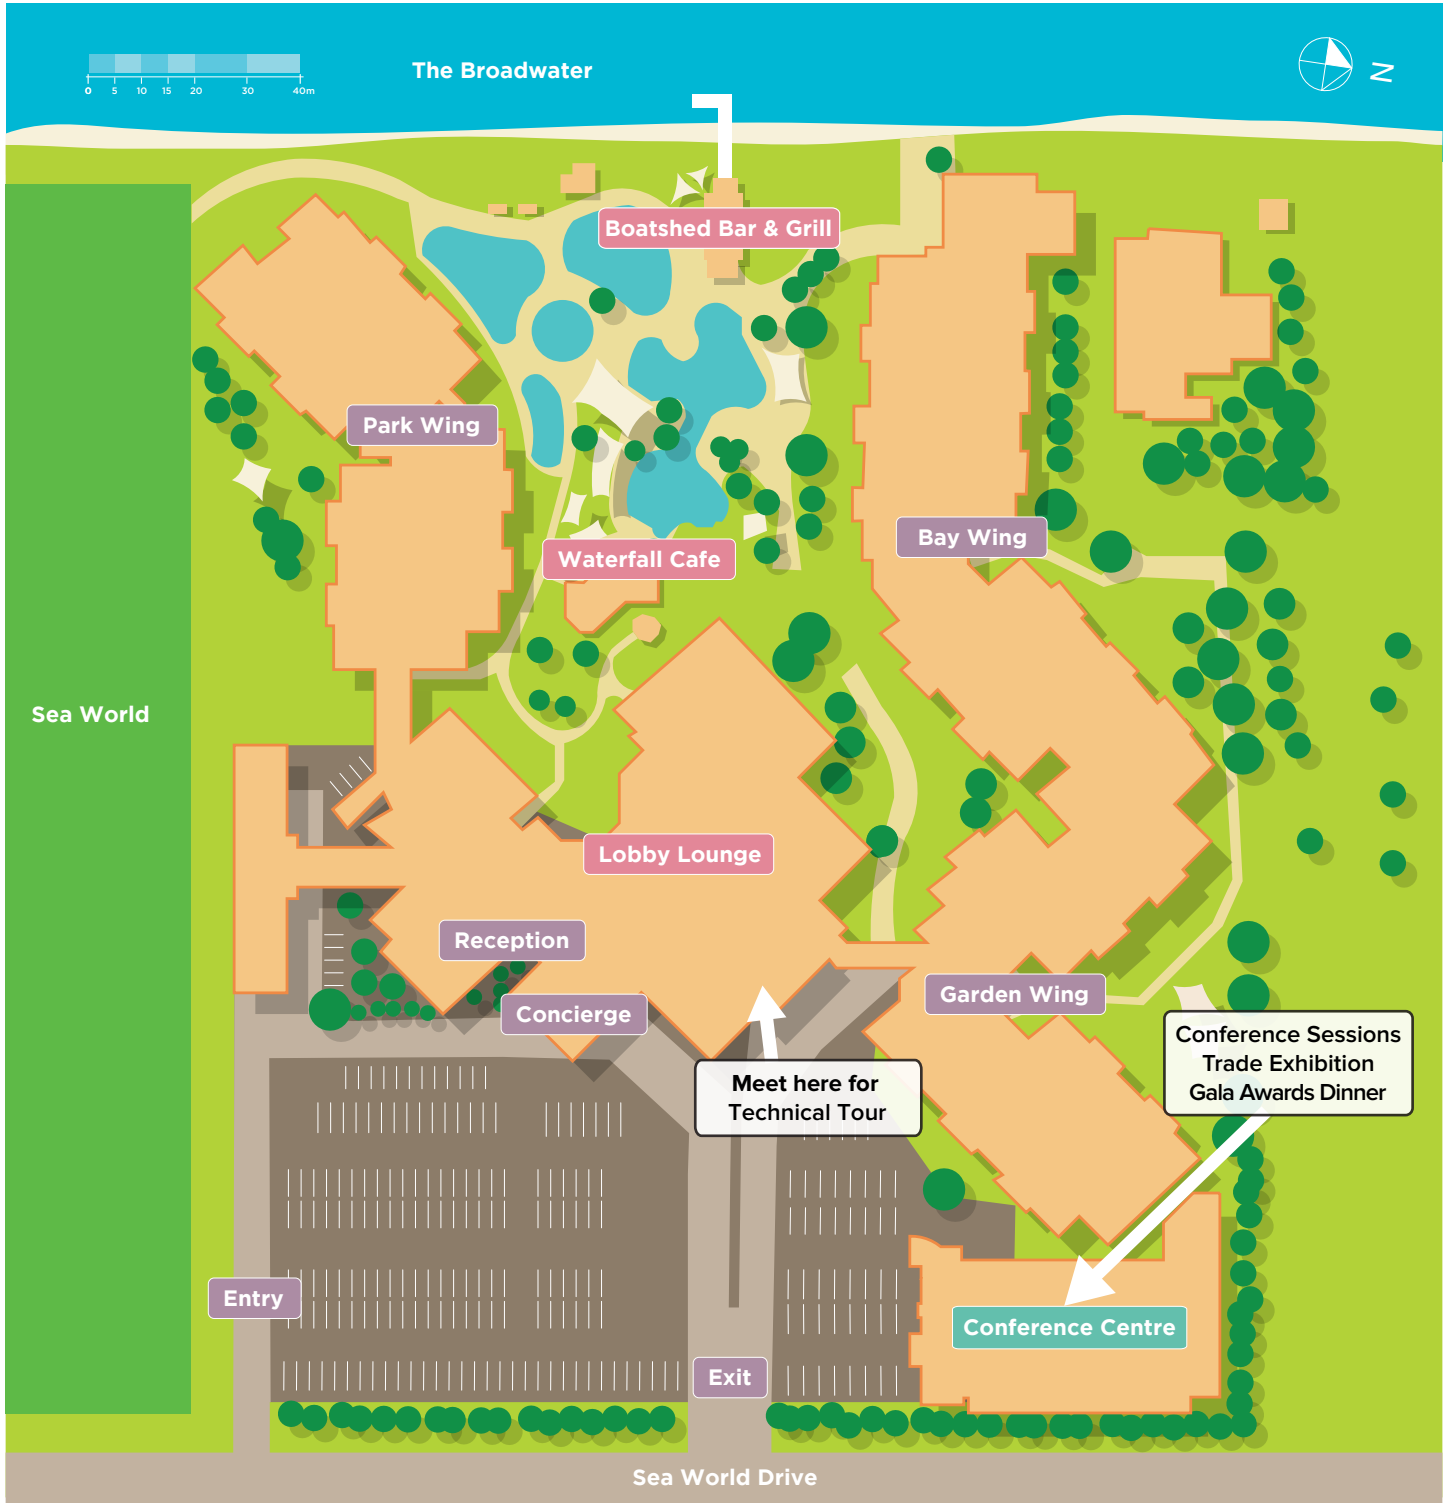 The Broadwater
0 5 10 15 20 30 40m
N
Boatshed Bar & Grill
Park Wing
Bay Wing
Waterfall Cafe
Sea World
Lobby Lounge
Reception
Garden Wing
Concierge
Conference Sessions
Trade Exhibition
Gala Awards Dinner
Meet here for
Technical Tour
Entry
Conference Centre
Exit
Sea World Drive